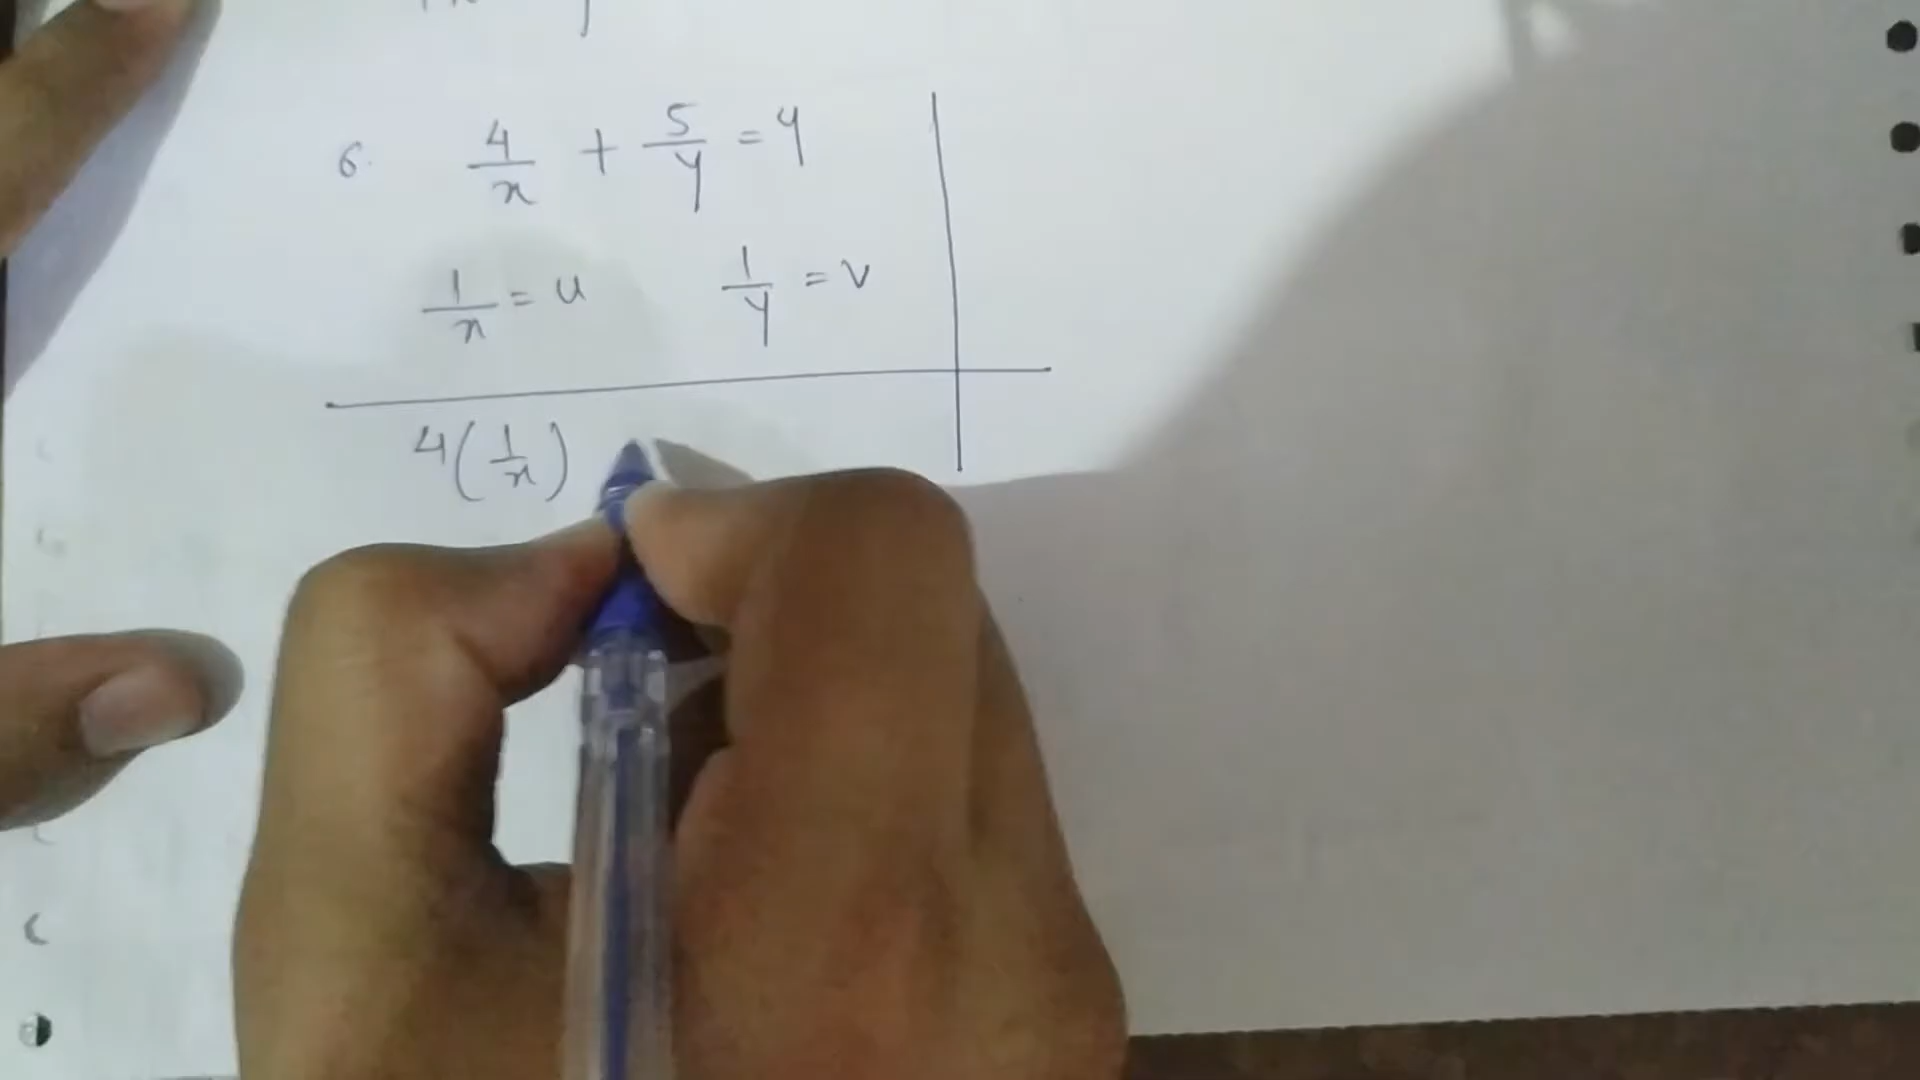 6. 4/x + 5/y = 4
1/x = u 1/y = v
4(1/x)